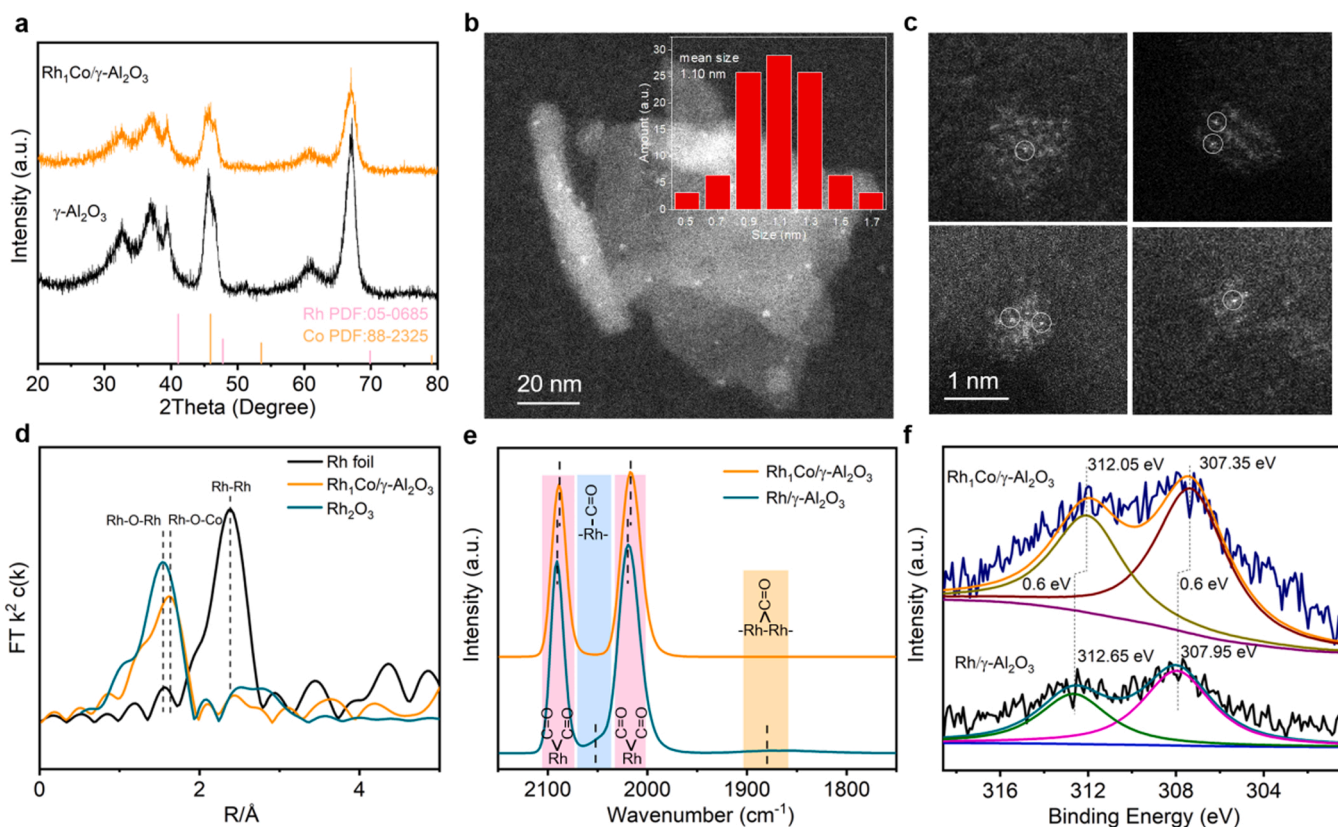 a
Rh₁Co/γ-Al₂O₃
γ-Al₂O₃
Rh PDF:05-0685
Co PDF:88-2325
Intensity (a.u.)
20 30 40 50 60 70 80
2Theta (Degree)
b
mean size
1.10 nm
Amount (a.u.)
30
25
20
15
10
5
0
0.5 0.7 0.9 1.1 1.3 1.5 1.7
Size (nm)
20 nm
c
1 nm
d
Rh foil
Rh₁Co/γ-Al₂O₃
Rh₂O₃
Rh-Rh
Rh-O-Rh
Rh-O-Co
FT k² c(k)
0 2 4
R/Å
e
Rh₁Co/γ-Al₂O₃
Rh/γ-Al₂O₃
C=O
-Rh-
C=O
-Rh-Rh-
C=O C=O
Rh
C=O C=O
Rh
Intensity (a.u.)
2100 2000 1900 1800
Wavenumber (cm⁻¹)
f
Rh₁Co/γ-Al₂O₃
312.05 eV
307.35 eV
0.6 eV
0.6 eV
Rh/γ-Al₂O₃
312.65 eV
307.95 eV
Intensity (a.u.)
316 312 308 304
Binding Energy (eV)